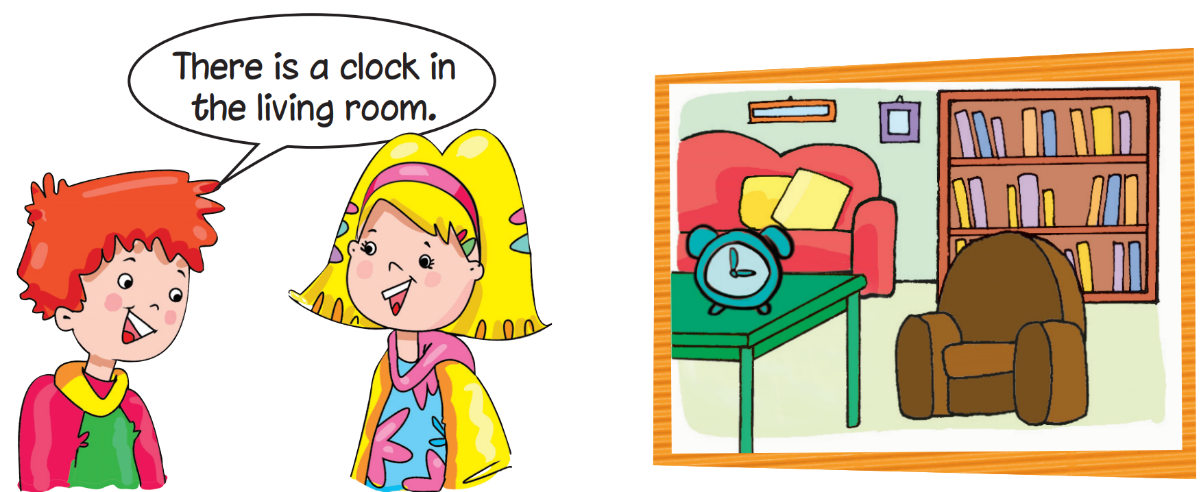 There is a clock in
the living room.